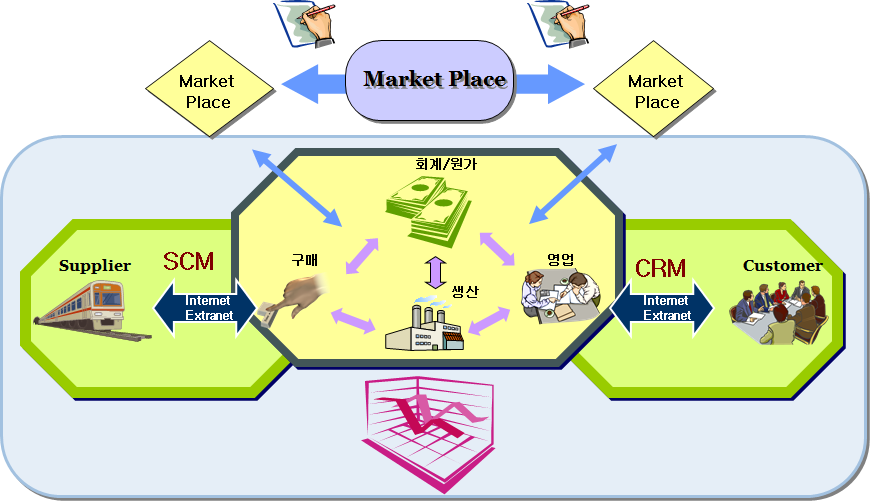 Market Place
Market
Place
Market
Place
회계/원가
구매
영업
생산
Supplier
SCM
Internet
Extranet
CRM
Customer
Internet
Extranet